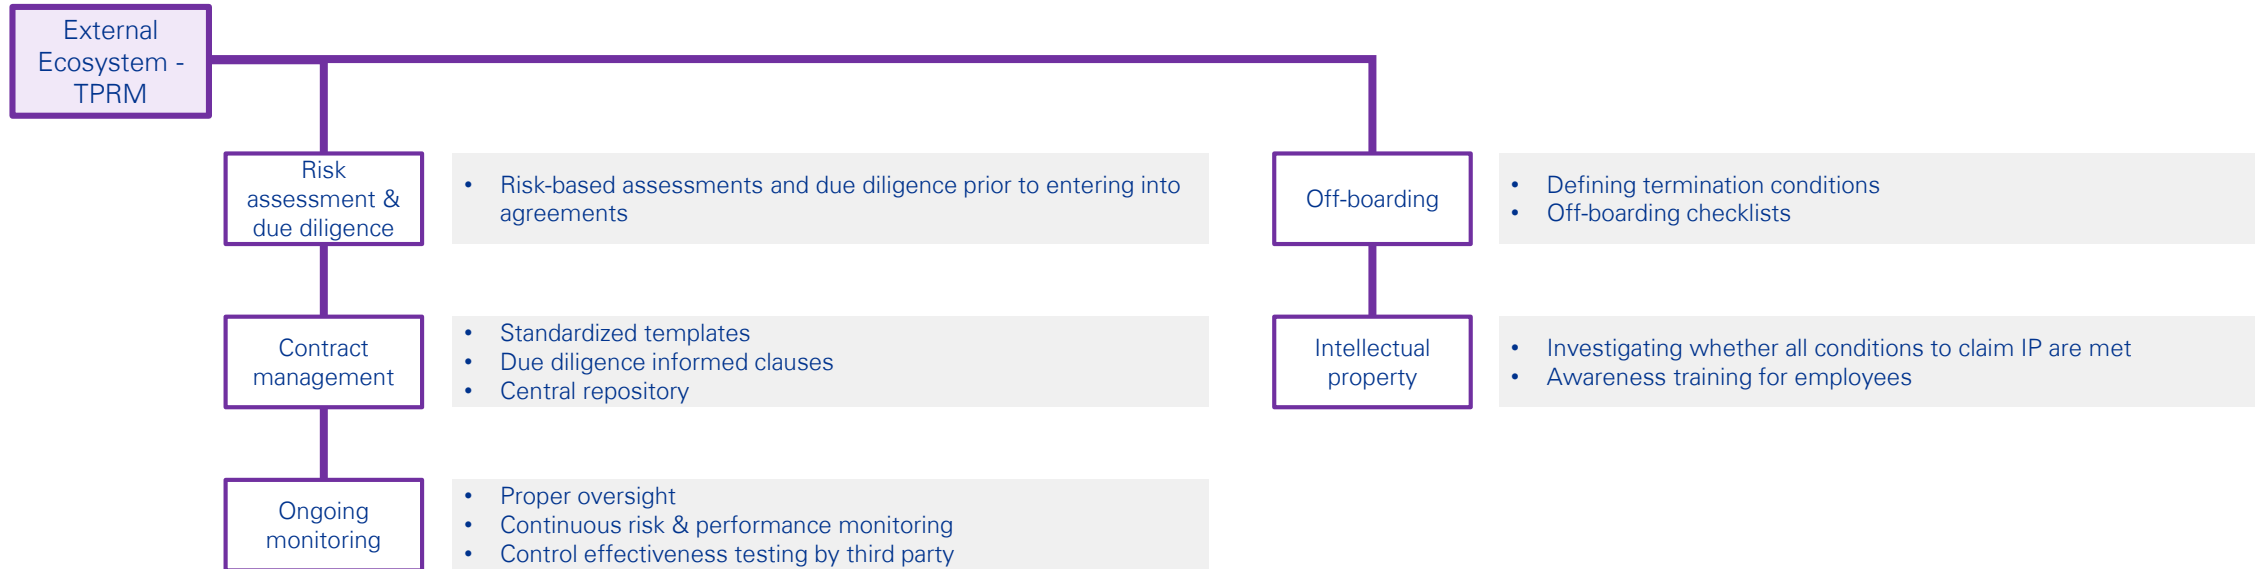 External
Ecosystem -
TPRM
Risk
assessment &
due diligence
• Risk-based assessments and due diligence prior to entering into
agreements
Contract
management
• Standardized templates
• Due diligence informed clauses
• Central repository
Ongoing
monitoring
• Proper oversight
• Continuous risk & performance monitoring
• Control effectiveness testing by third party
Off-boarding
• Defining termination conditions
• Off-boarding checklists
Intellectual
property
• Investigating whether all conditions to claim IP are met
• Awareness training for employees